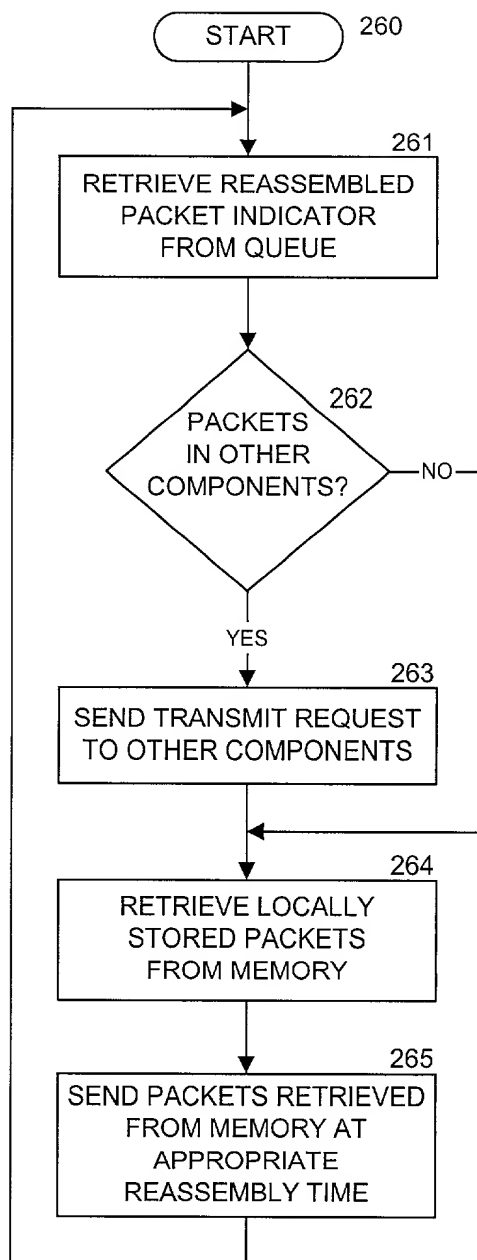 START
260
261
RETRIEVE REASSEMBLED
PACKET INDICATOR
FROM QUEUE
262
PACKETS
IN OTHER
COMPONENTS?
NO
YES
263
SEND TRANSMIT REQUEST
TO OTHER COMPONENTS
264
RETRIEVE LOCALLY
STORED PACKETS
FROM MEMORY
265
SEND PACKETS RETRIEVED
FROM MEMORY AT
APPROPRIATE
REASSEMBLY TIME